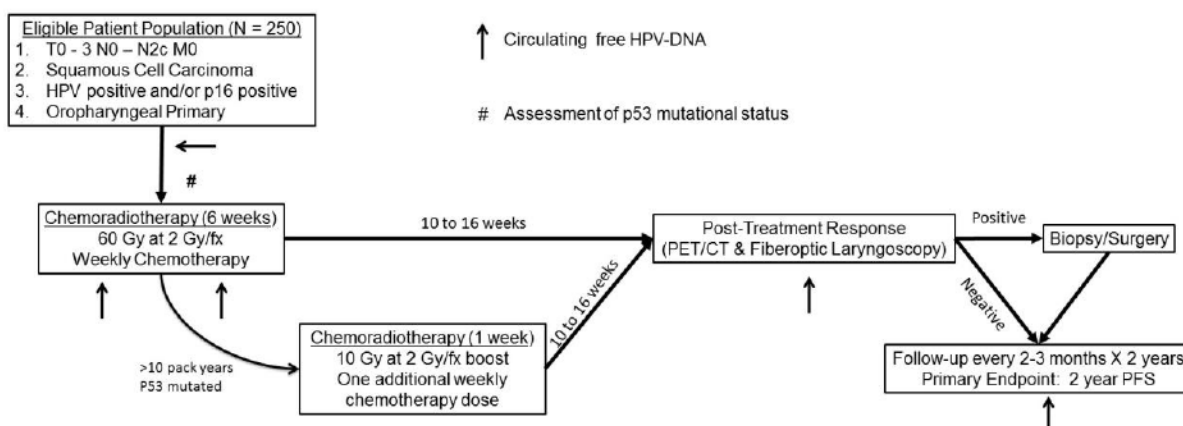 Eligible Patient Population (N = 250)
1. T0 - 3 N0 – N2c M0
2. Squamous Cell Carcinoma
3. HPV positive and/or p16 positive
4. Oropharyngeal Primary
Circulating free HPV-DNA
# Assessment of p53 mutational status
#
Chemoradiotherapy (6 weeks)
60 Gy at 2 Gy/fx
Weekly Chemotherapy
10 to 16 weeks
Post-Treatment Response
(PET/CT & Fiberoptic Laryngoscopy)
Positive
Biopsy/Surgery
Negative
10 to 16 weeks
>10 pack years
P53 mutated
Chemoradiotherapy (1 week)
10 Gy at 2 Gy/fx boost
One additional weekly
chemotherapy dose
Follow-up every 2-3 months X 2 years
Primary Endpoint: 2 year PFS